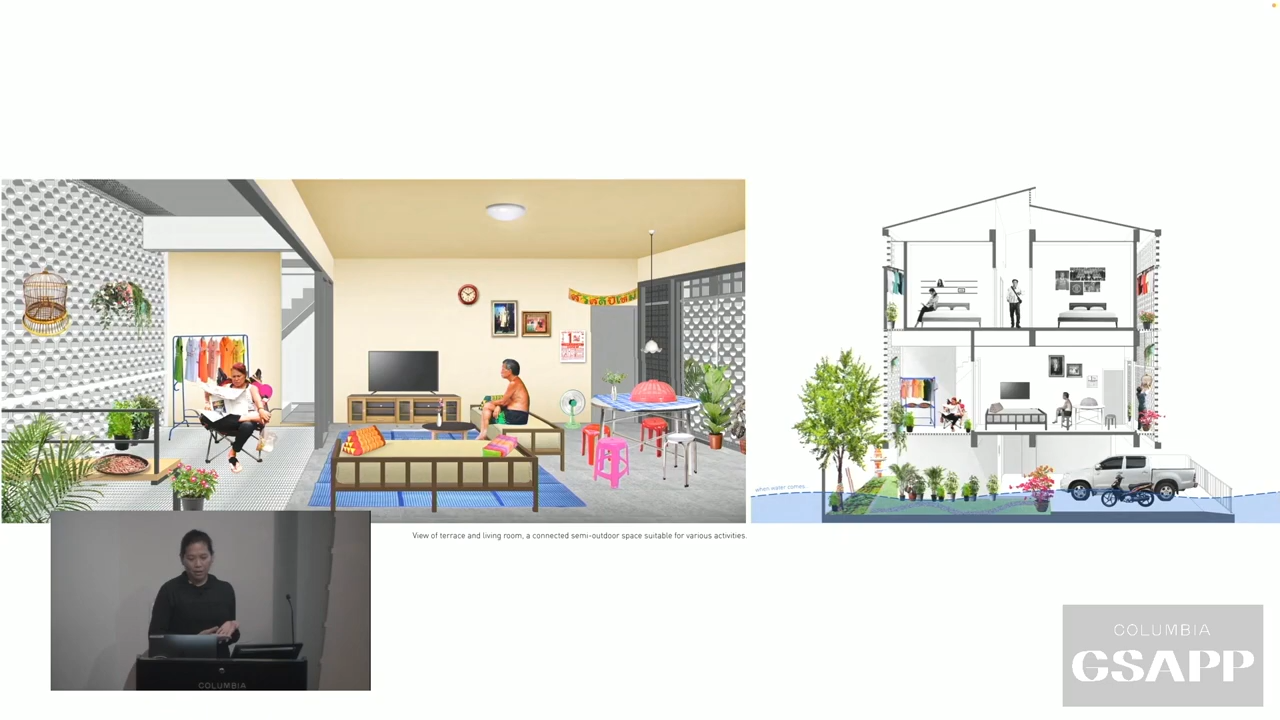 when water comes
View of terrace and living room, a connected semi-outdoor space suitable for various activities.
COLUMBIA
COLUMBIA
GSAPP